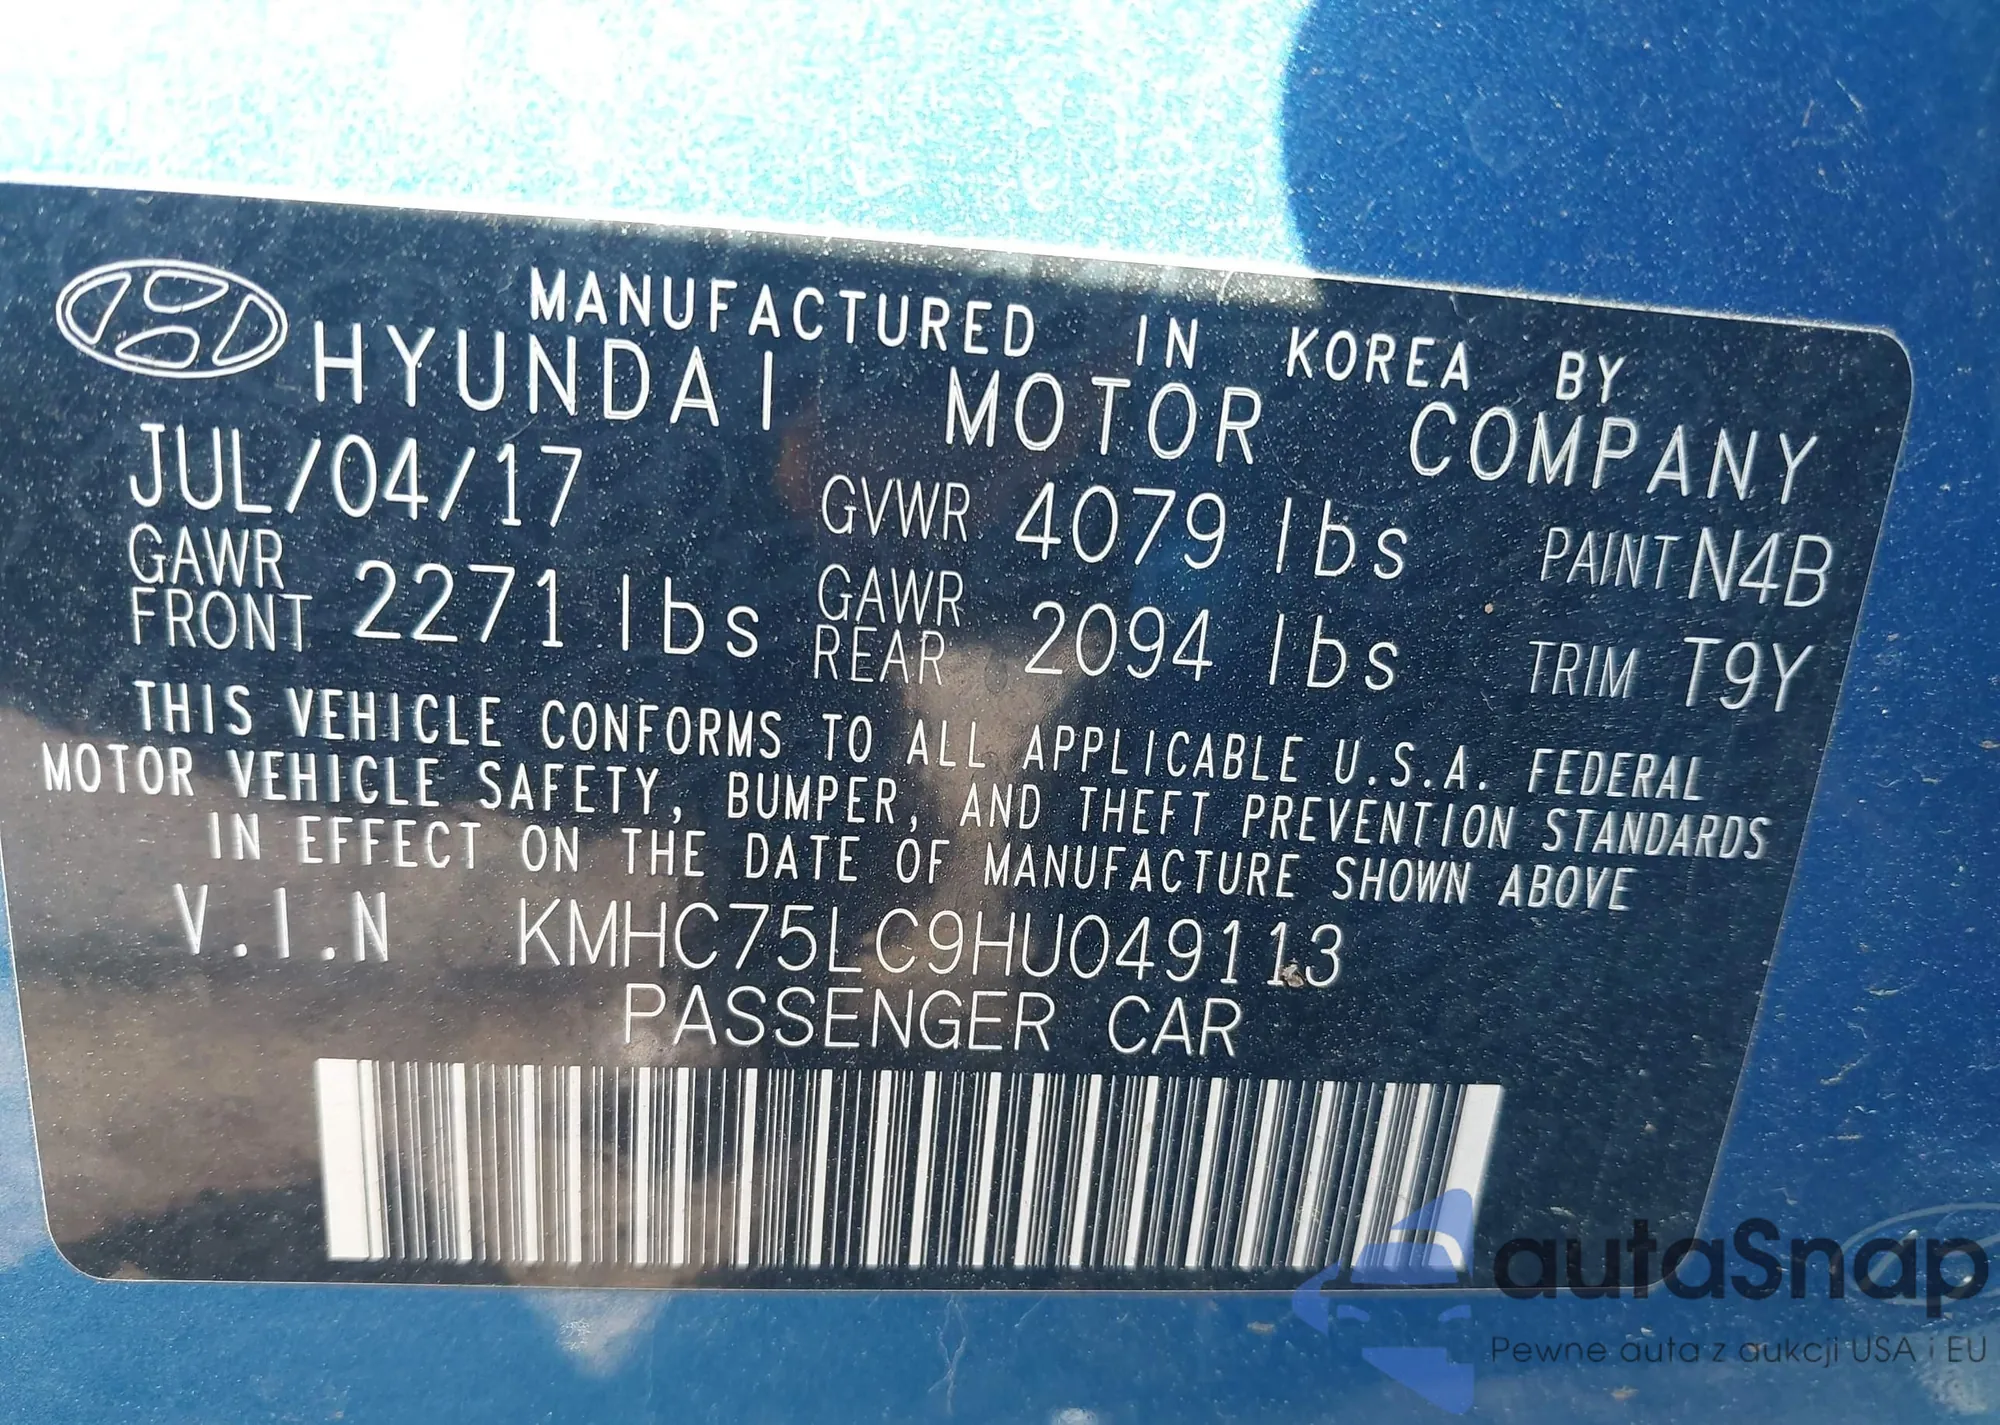 MANUFACTURED IN KOREA BY
HYUNDAI MOTOR COMPANY
JUL/04/17 GVWR 4079 lbs PAINT N4B
GAWR FRONT 2271 lbs GAWR REAR 2094 lbs TRIM T9Y
THIS VEHICLE CONFORMS TO ALL APPLICABLE U.S.A. FEDERAL
MOTOR VEHICLE SAFETY, BUMPER, AND THEFT PREVENTION STANDARDS
IN EFFECT ON THE DATE OF MANUFACTURE SHOWN ABOVE
V.I.N KMHC75LC9HU049113
PASSENGER CAR
autaSnap
Pewne auta z aukcji USA i EU